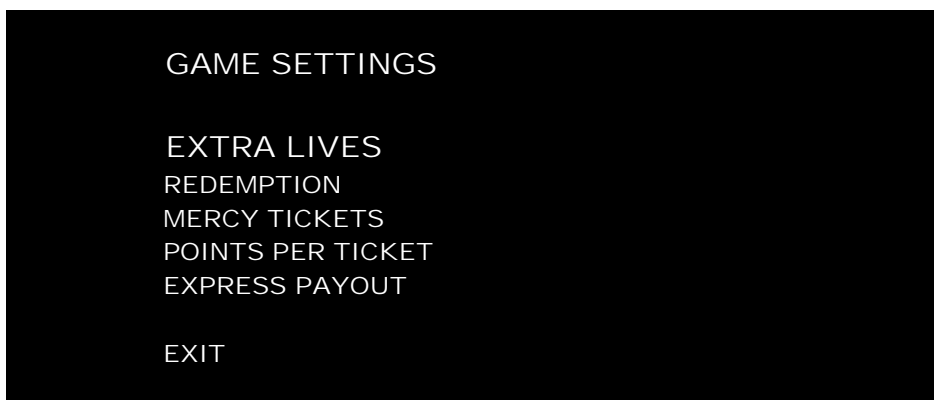 GAME SETTINGS
EXTRA LIVES
REDEMPTION
MERCY TICKETS
POINTS PER TICKET
EXPRESS PAYOUT
EXIT